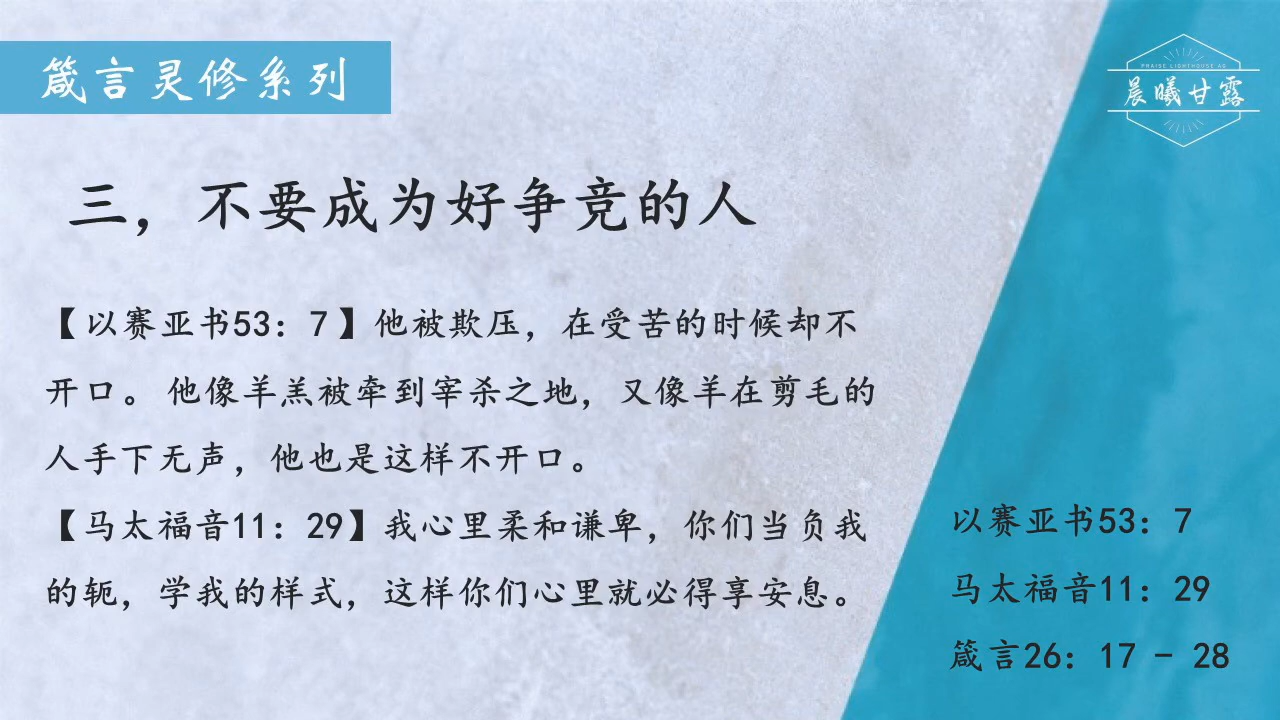 箴言灵修系列
PRAISE LIGHTHOUSE AG
晨曦甘露
三，不要成为好争竞的人
【以赛亚书53：7】他被欺压，在受苦的时候却不
开口。他像羊羔被牵到宰杀之地，又像羊在剪毛的
人手下无声，他也是这样不开口。
【马太福音11：29】我心里柔和谦卑，你们当负我
的轭，学我的样式，这样你们心里就必得享安息。
以赛亚书53：7
马太福音11：29
箴言26：17 - 28